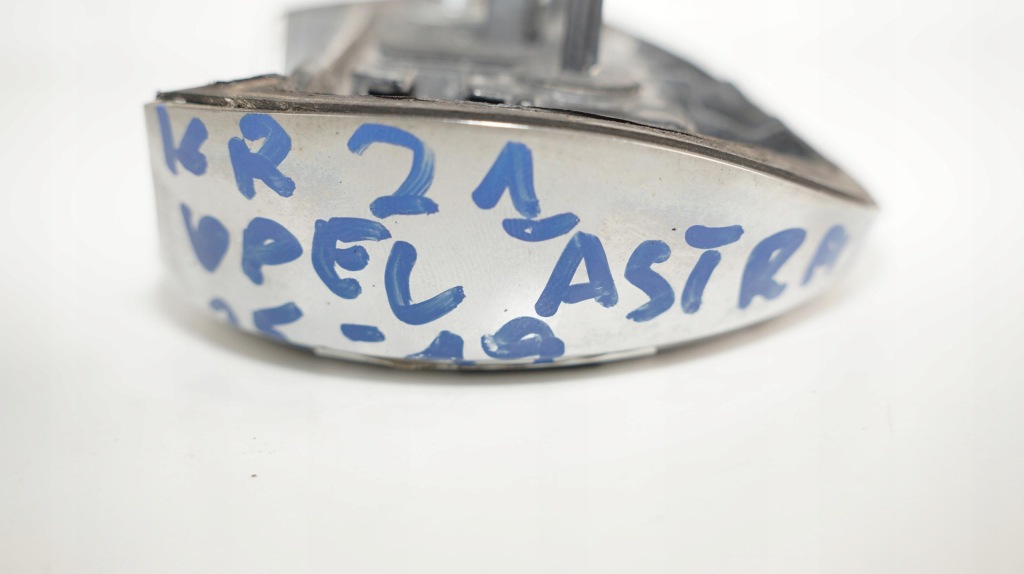 KR 21
OPEL ASTRA